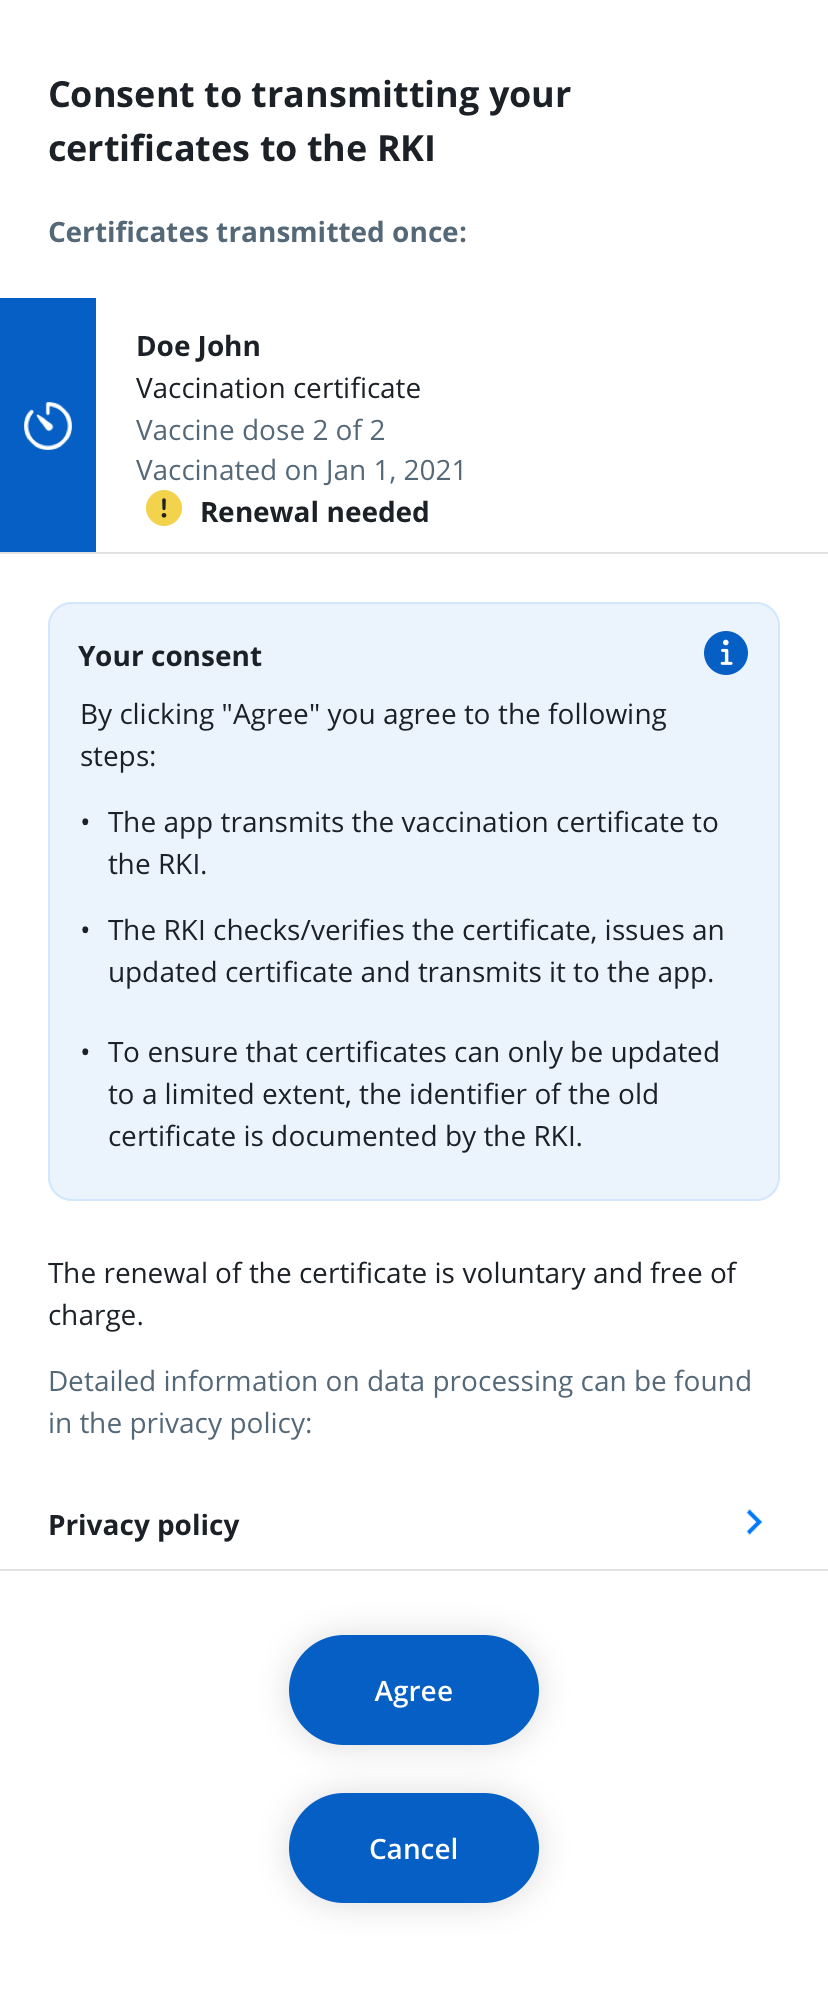 Consent to transmitting your
certificates to the RKI
Certificates transmitted once:
Doe John
Vaccination certificate
Vaccine dose 2 of 2
Vaccinated on Jan 1, 2021
! Renewal needed
Your consent
i
By clicking "Agree" you agree to the following
steps:
• The app transmits the vaccination certificate to
the RKI.
• The RKI checks/verifies the certificate, issues an
updated certificate and transmits it to the app.
• To ensure that certificates can only be updated
to a limited extent, the identifier of the old
certificate is documented by the RKI.
The renewal of the certificate is voluntary and free of
charge.
Detailed information on data processing can be found
in the privacy policy:
Privacy policy
Agree
Cancel